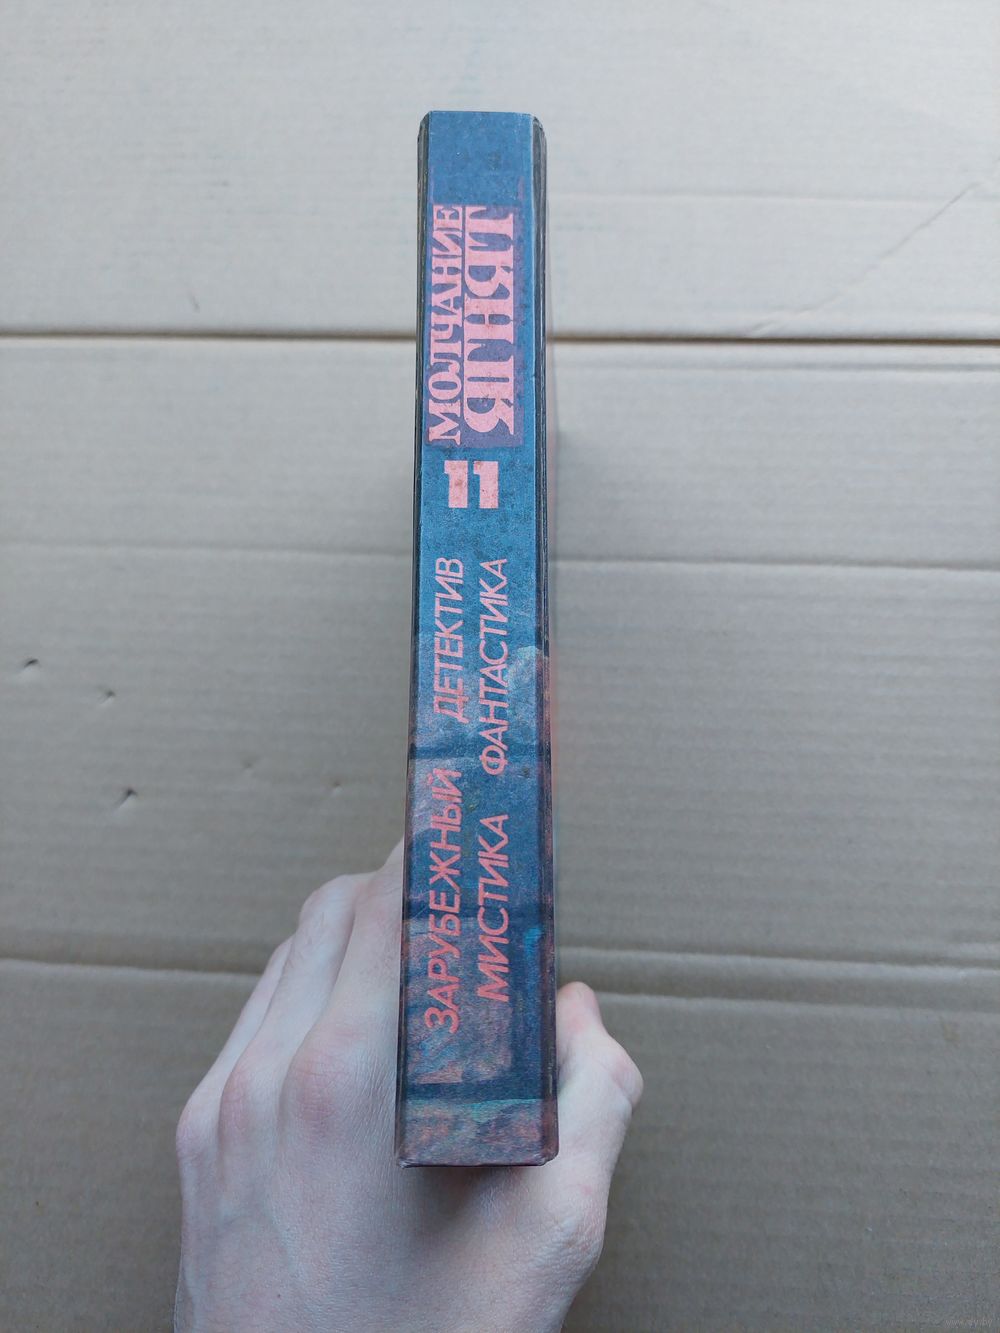 ЗАРУБЕЖНЫЙ ДЕТЕКТИВ
МИСТИКА ФАНТАСТИКА
11
МОЛЧАНИЕ
ЯГНЯТ